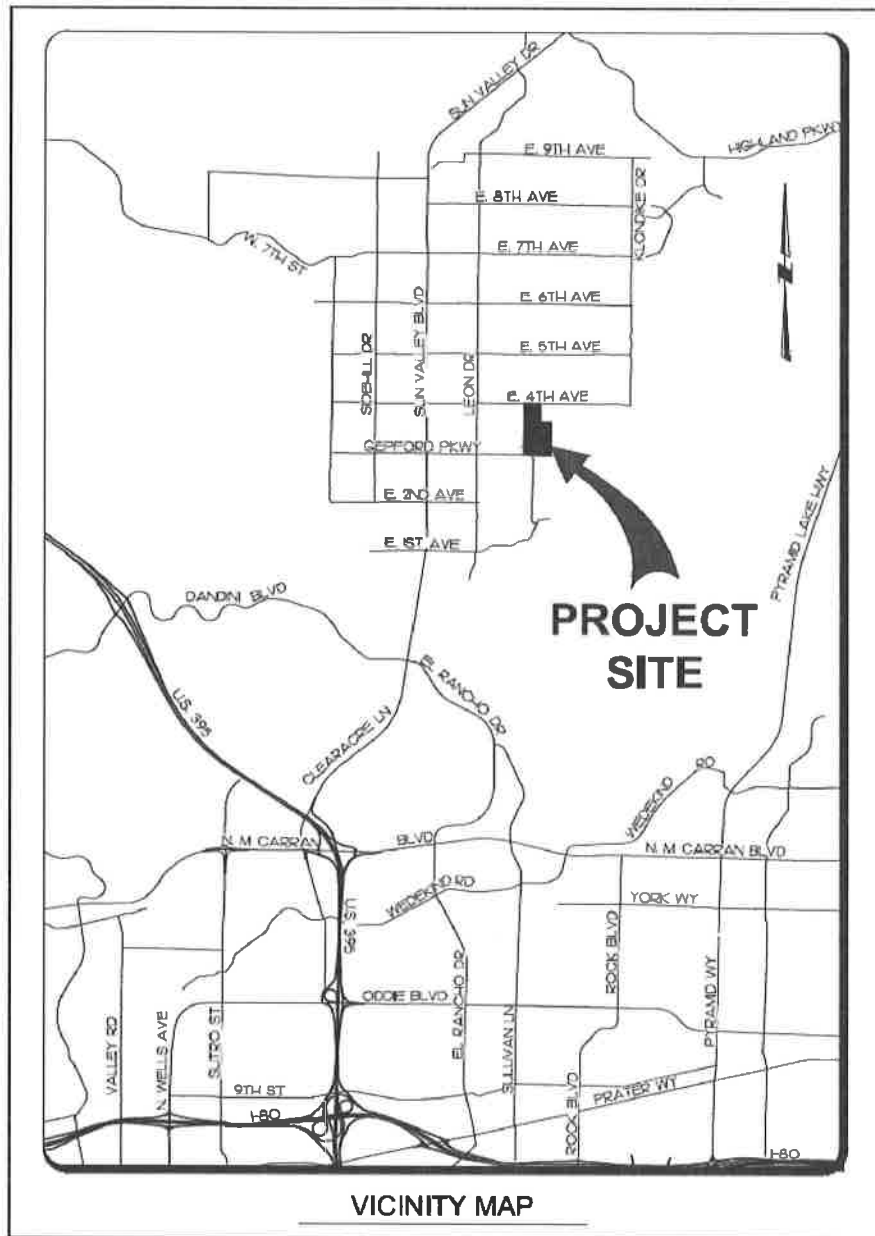 SUN VALLEY DR
HIGHLAND PKWY
E. 9TH AVE
E. 8TH AVE
KLONDIKE DR
W. 7TH ST
E. 7TH AVE
N
E. 6TH AVE
SIDEHILL DR
SUN VALLEY BLVD
LEON DR
E. 5TH AVE
E. 4TH AVE
GEPFORD PKWY
E. 2ND AVE
E. 1ST AVE
PYRAMID LAKE HWY
DANDINI BLVD
PROJECT
SITE
EL RANCHO DR
U.S. 395
CLEARACRE LN
WEDEKIND RD
N. M CARRAN
BLVD
N. M CARRAN BLVD
WEDEKIND RD
YORK WY
U.S. 395
ROCK BLVD
PYRAMID WY
ODDIE BLVD
EL RANCHO DR
SULLIVAN LN
VALLEY RD
N. WELLS AVE
SUTRO ST
9TH ST
PRATER WY
ROCK BLVD
I-80
I-80
VICINITY MAP